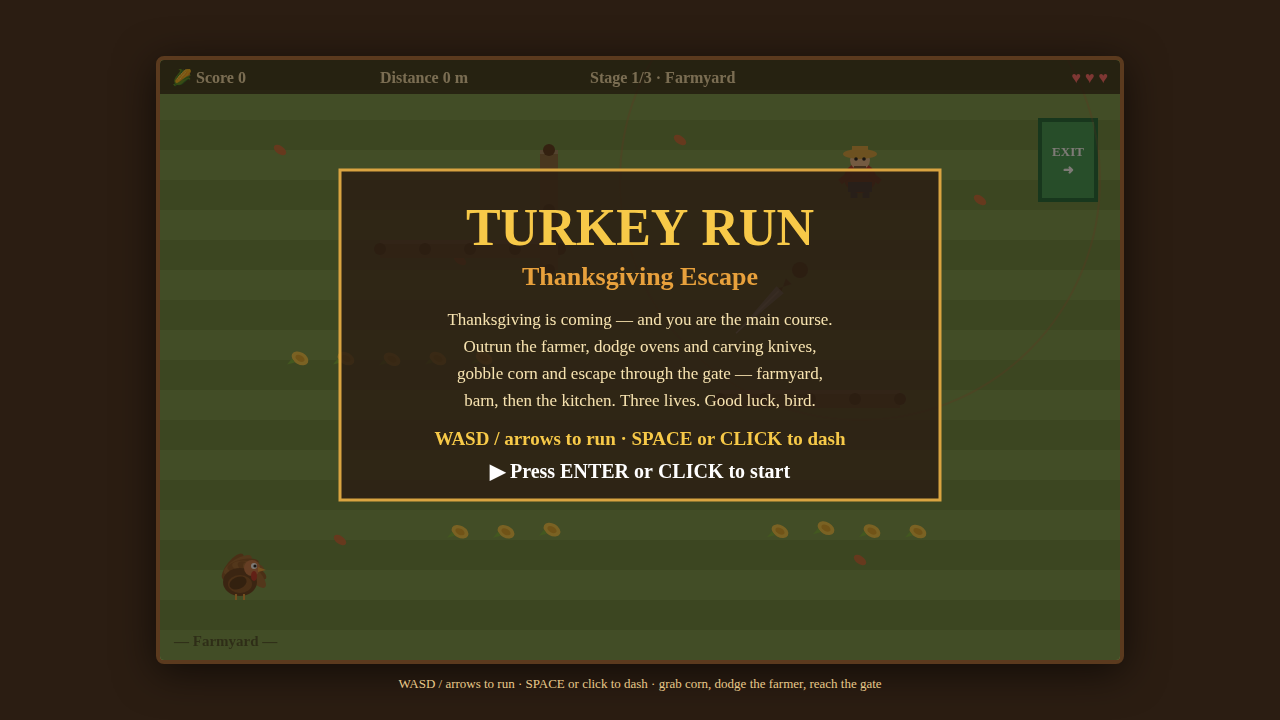 🌽 Score 0
Distance 0 m
Stage 1/3 · Farmyard
♥ ♥ ♥
EXIT
➜
TURKEY RUN
Thanksgiving Escape
Thanksgiving is coming — and you are the main course.
Outrun the farmer, dodge ovens and carving knives,
gobble corn and escape through the gate — farmyard,
barn, then the kitchen. Three lives. Good luck, bird.
WASD / arrows to run · SPACE or CLICK to dash
▶ Press ENTER or CLICK to start
— Farmyard —
WASD / arrows to run · SPACE or click to dash · grab corn, dodge the farmer, reach the gate